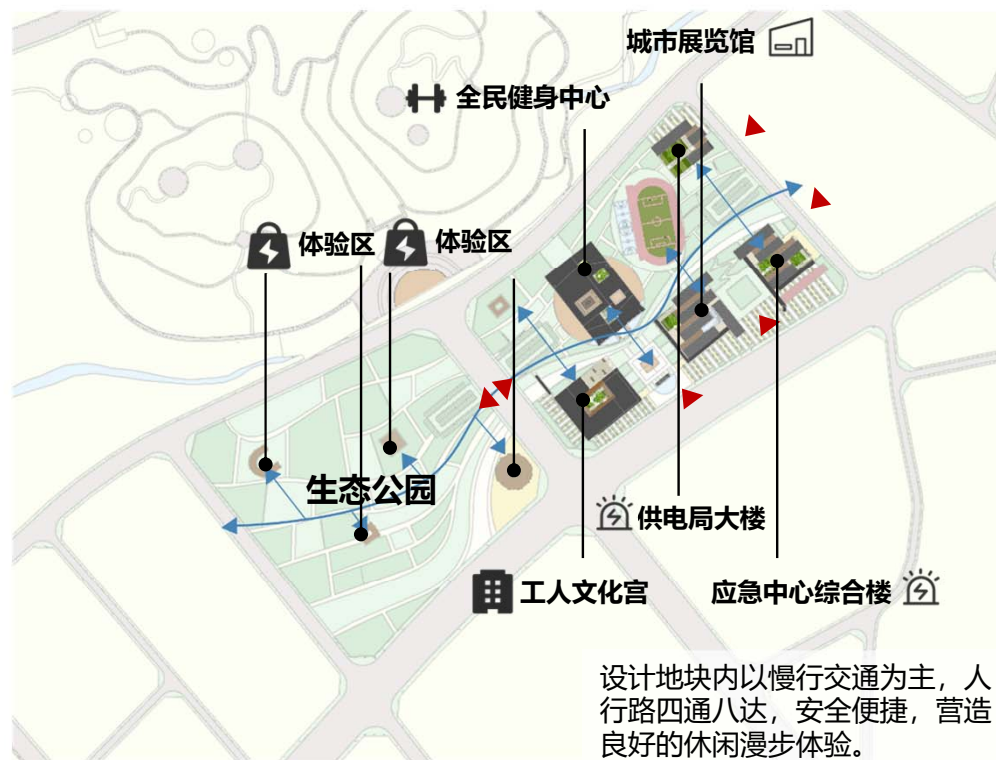 城市展览馆
全民健身中心
体验区
体验区
生态公园
供电局大楼
工人文化宫
应急中心综合楼
设计地块内以慢行交通为主，人
行路四通八达，安全便捷，营造
良好的休闲漫步体验。